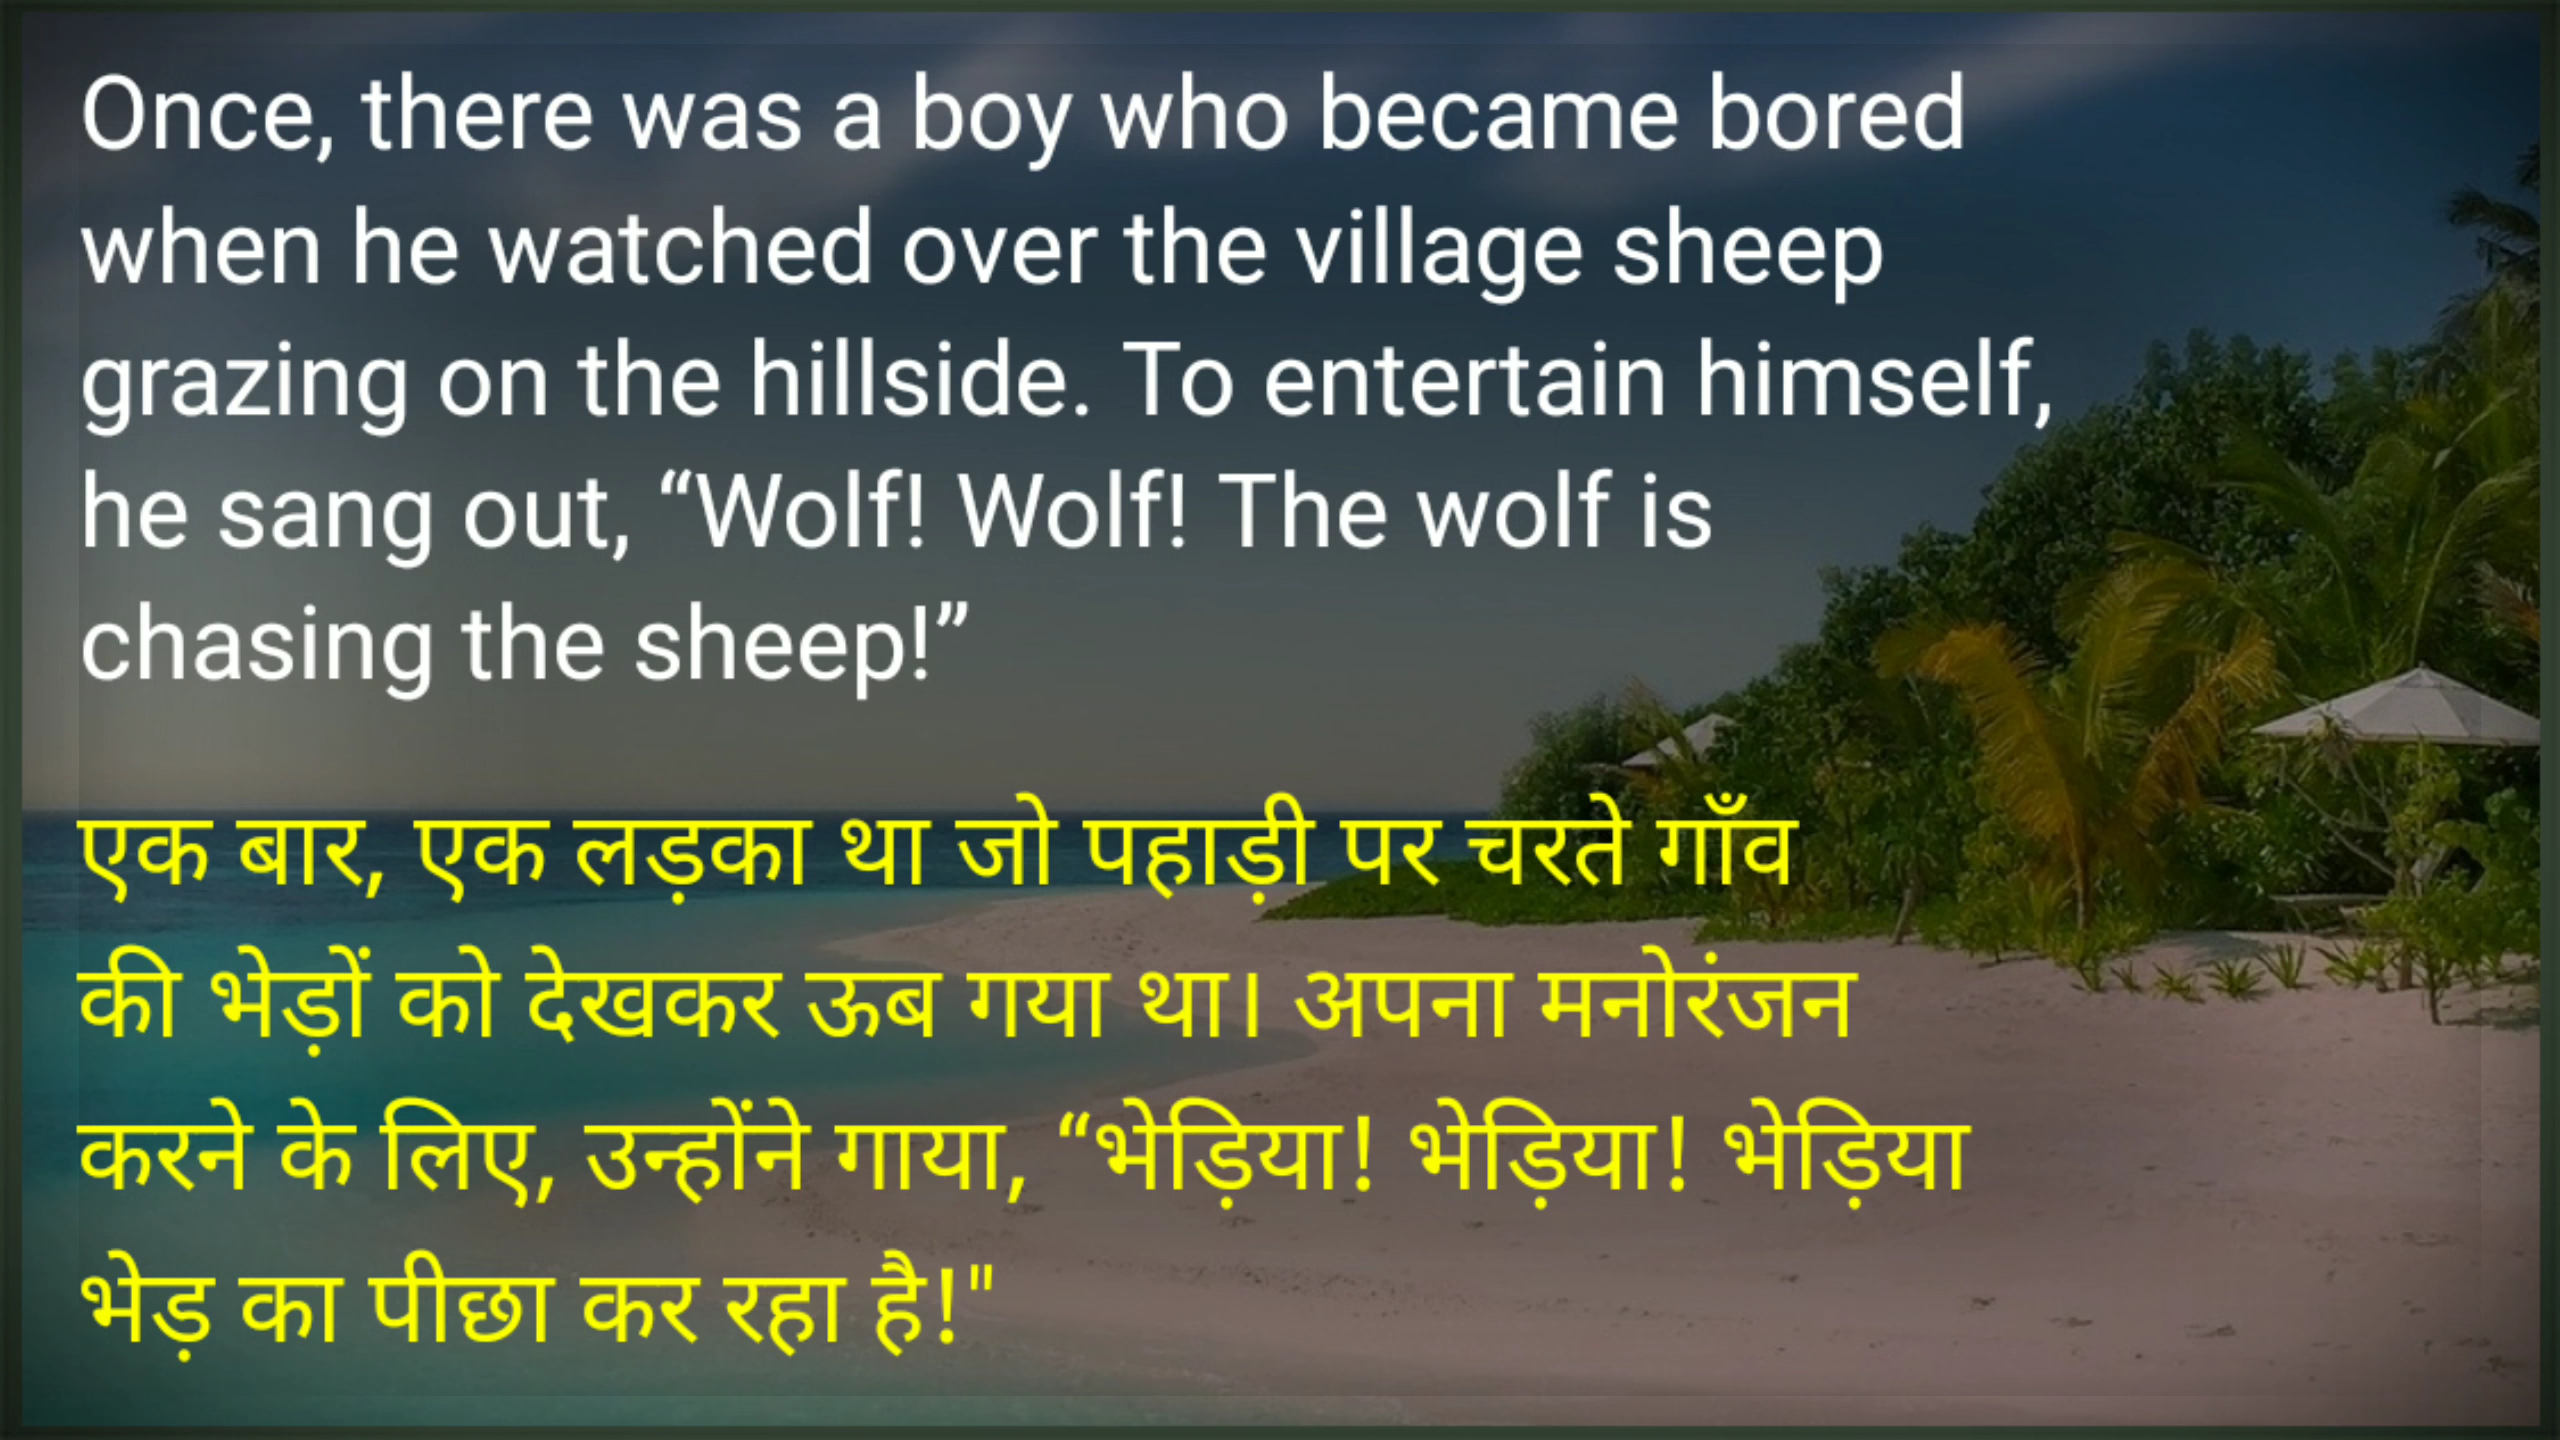 Once, there was a boy who became bored
when he watched over the village sheep
grazing on the hillside. To entertain himself,
he sang out, “Wolf! Wolf! The wolf is
chasing the sheep!”
एक बार, एक लड़का था जो पहाड़ी पर चरते गाँव
की भेड़ों को देखकर ऊब गया था। अपना मनोरंजन
करने के लिए, उन्होंने गाया, “भेड़िया! भेड़िया! भेड़िया
भेड़ का पीछा कर रहा है!"